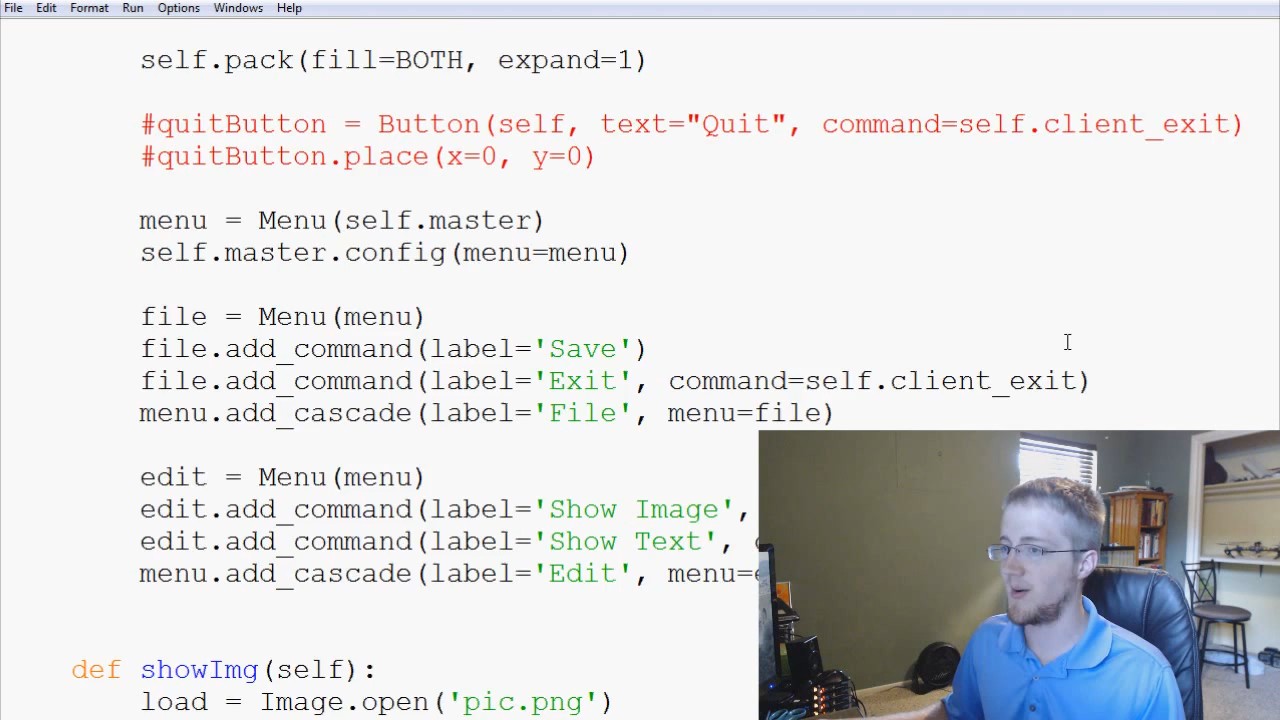 File Edit Format Run Options Windows Help
self.pack(fill=BOTH, expand=1)
#quitButton = Button(self, text="Quit", command=self.client_exit)
#quitButton.place(x=0, y=0)
menu = Menu(self.master)
self.master.config(menu=menu)
file = Menu(menu)
file.add_command(label='Save')
file.add_command(label='Exit', command=self.client_exit)
menu.add_cascade(label='File', menu=file)
edit = Menu(menu)
edit.add_command(label='Show Image',
edit.add_command(label='Show Text',
menu.add_cascade(label='Edit', menu=
def showImg(self):
load = Image.open('pic.png')